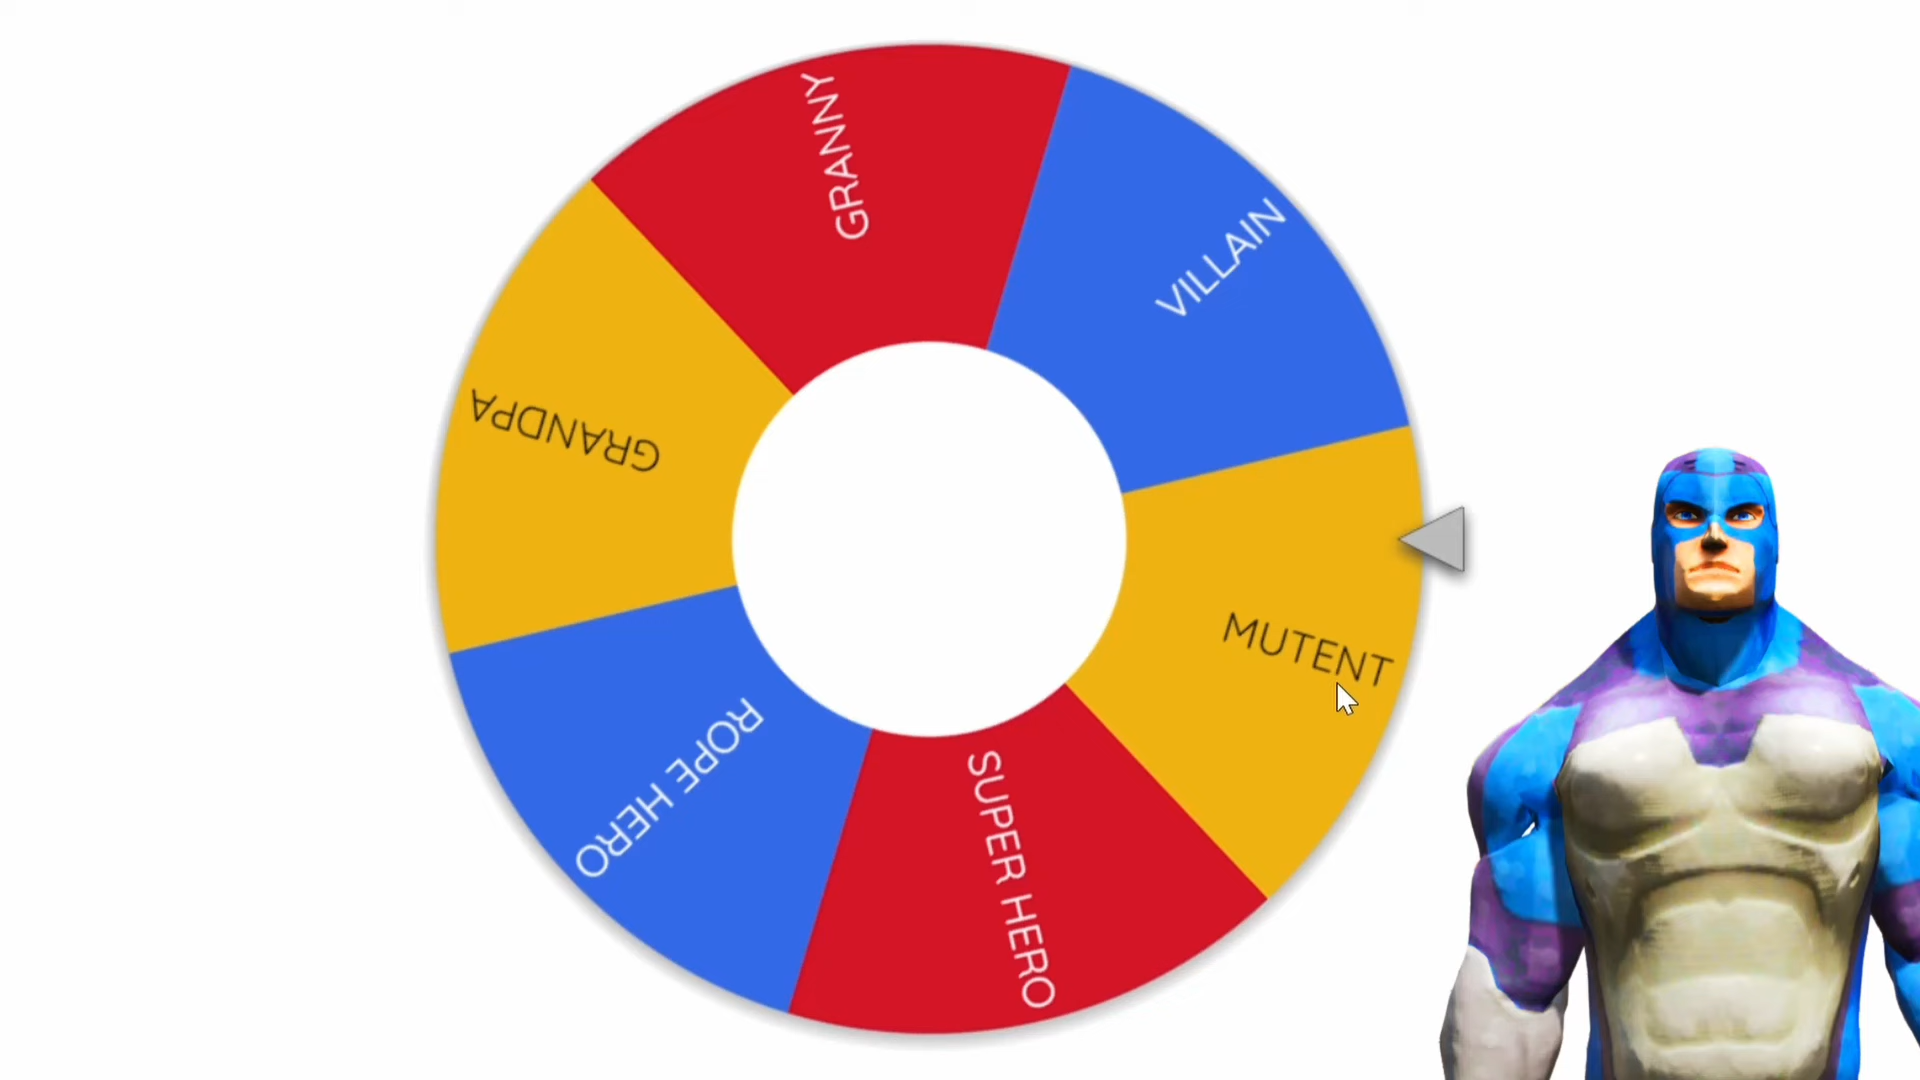 GRANNY
VILLAIN
GRANDPA
MUTENT
ROPE HERO
SUPER HERO